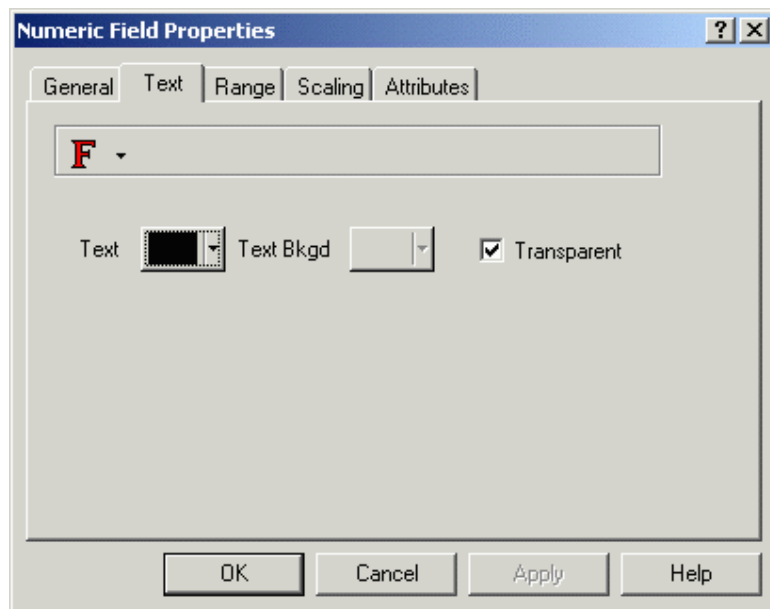 Numeric Field Properties
General Text Range Scaling Attributes
F
Text Text Bkgd Transparent
OK Cancel Apply Help